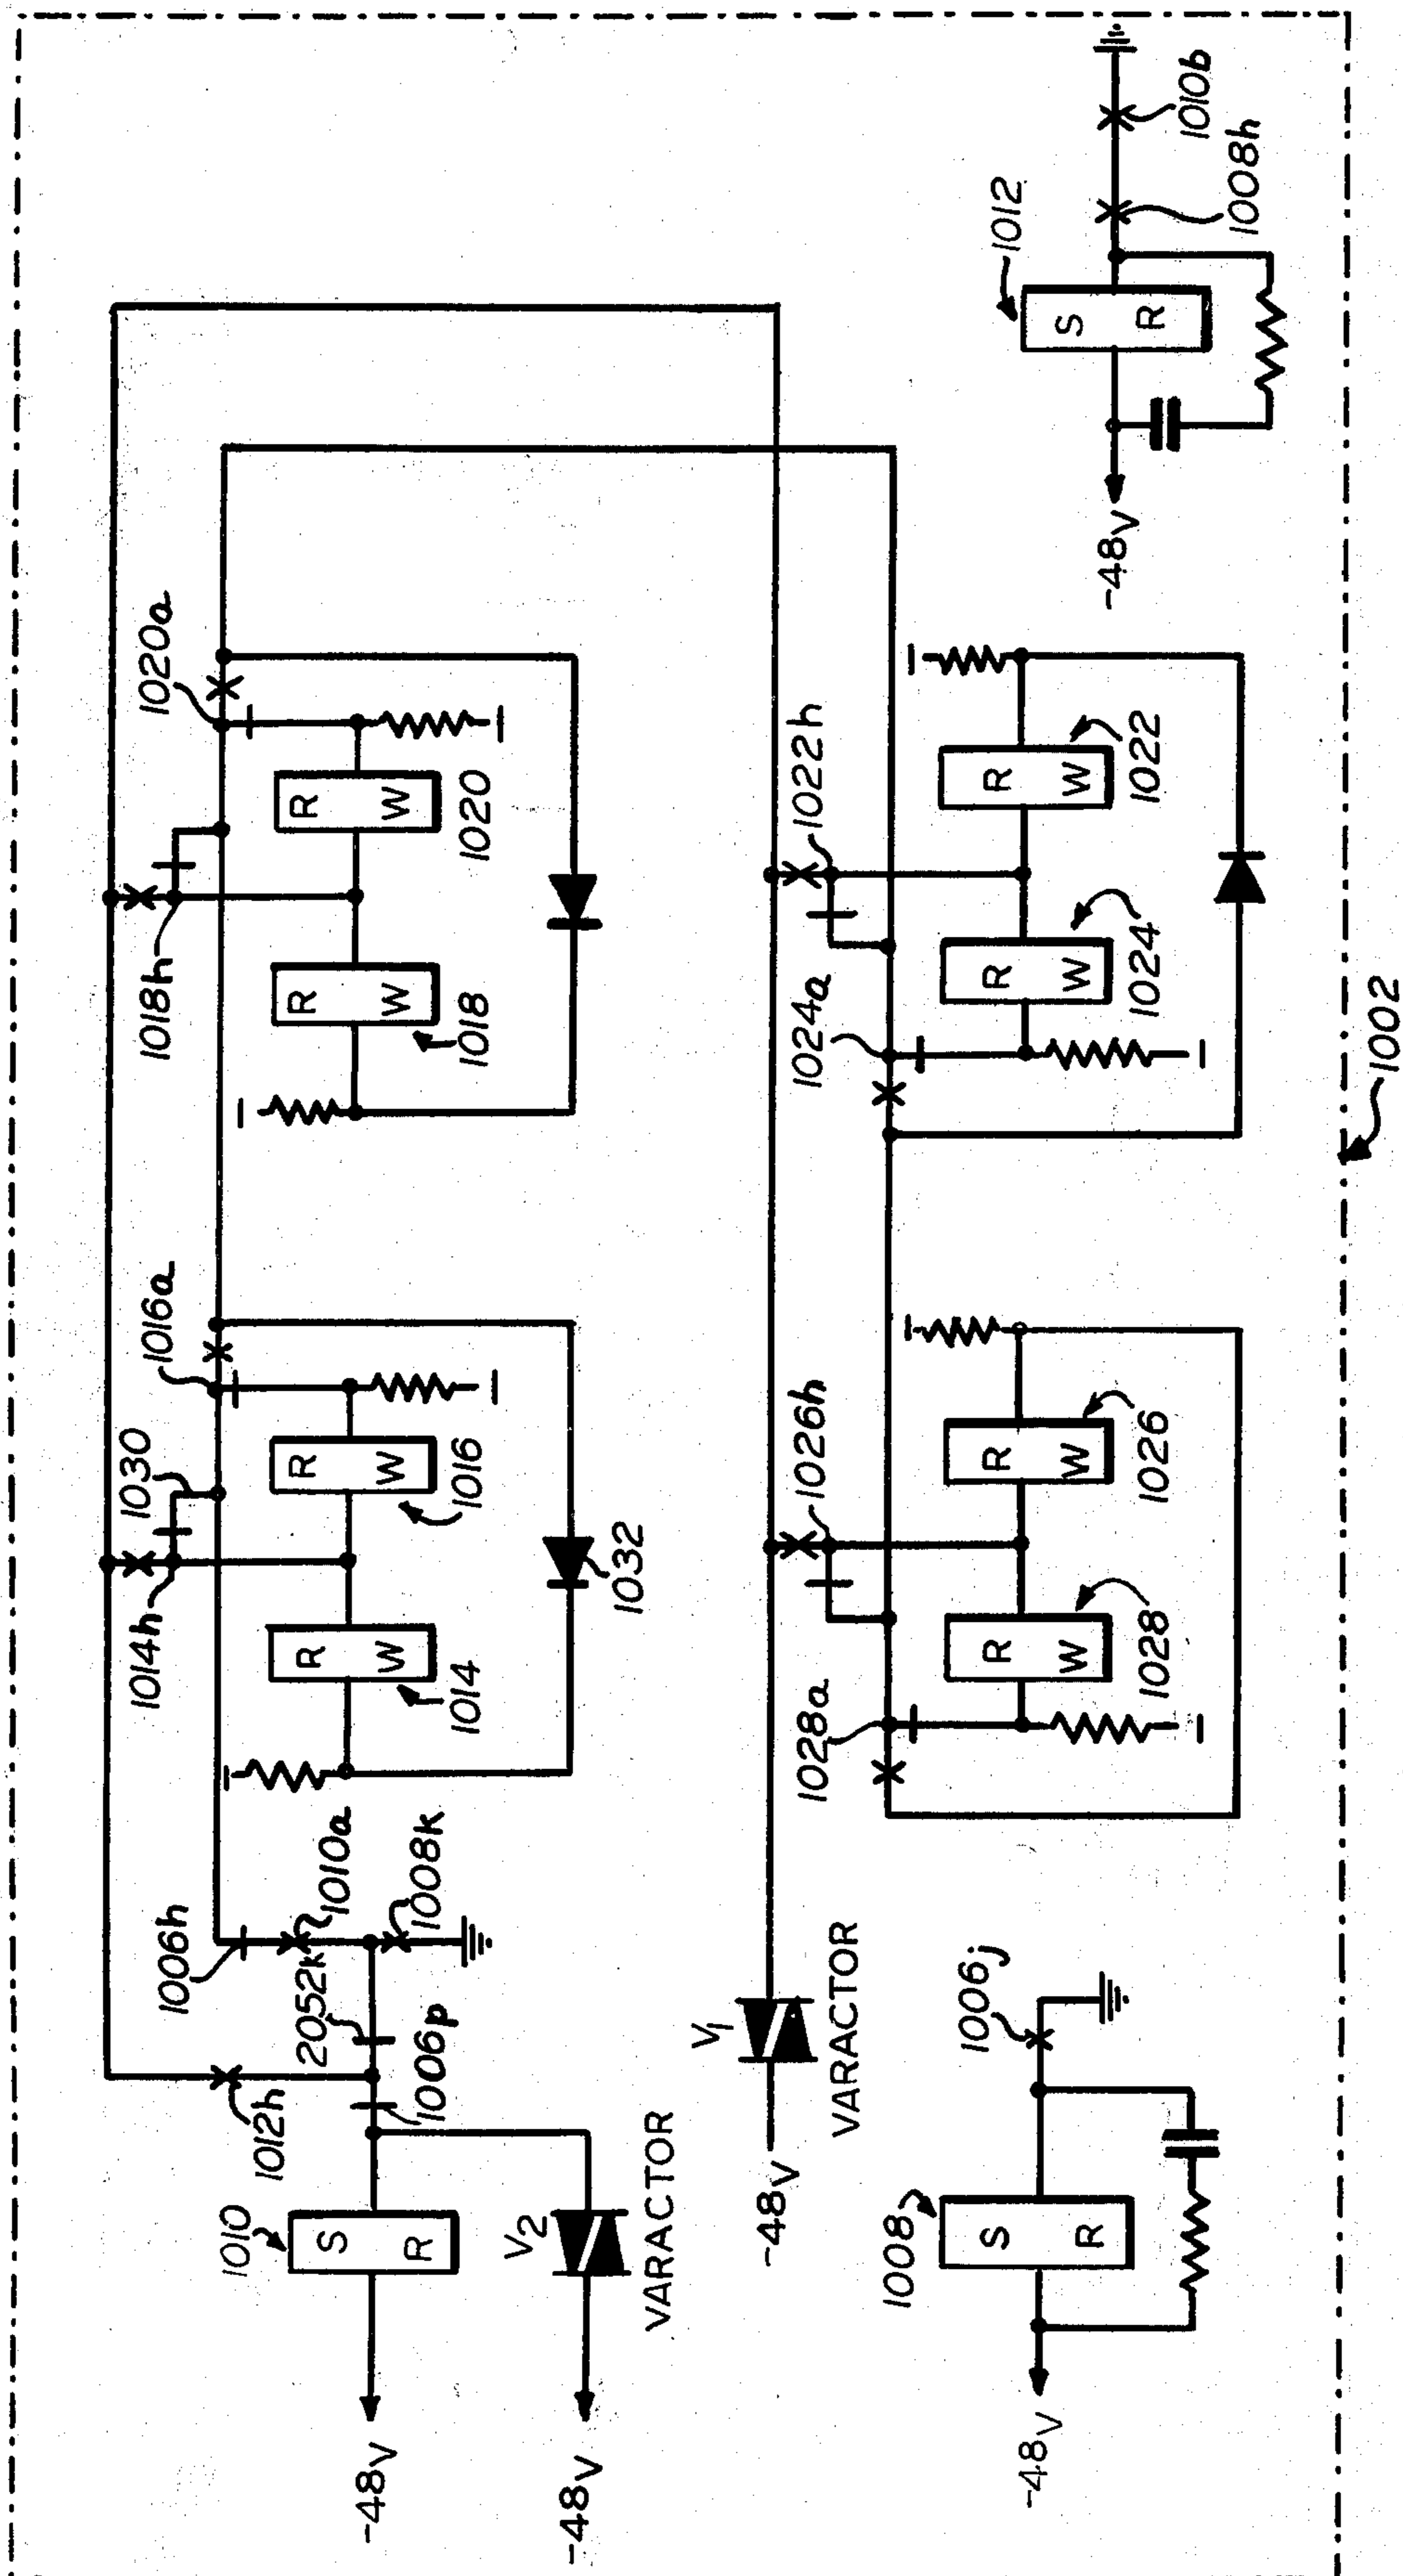 1010
S R
-48V
V2
VARACTOR
-48V
1012h
2052k
1006p
1006h
1010a
1008k
1014h
1030
1016a
R W
1014
R W
1016
1032
1018h
1020a
R W
1018
R W
1020
-48V
V1
VARACTOR
1028a
1026h
R W
1028
R W
1026
1024a
1022h
R W
1024
R W
1022
1008
S R
-48V
1006j
1012
S R
-48V
1008h
1010b
1002